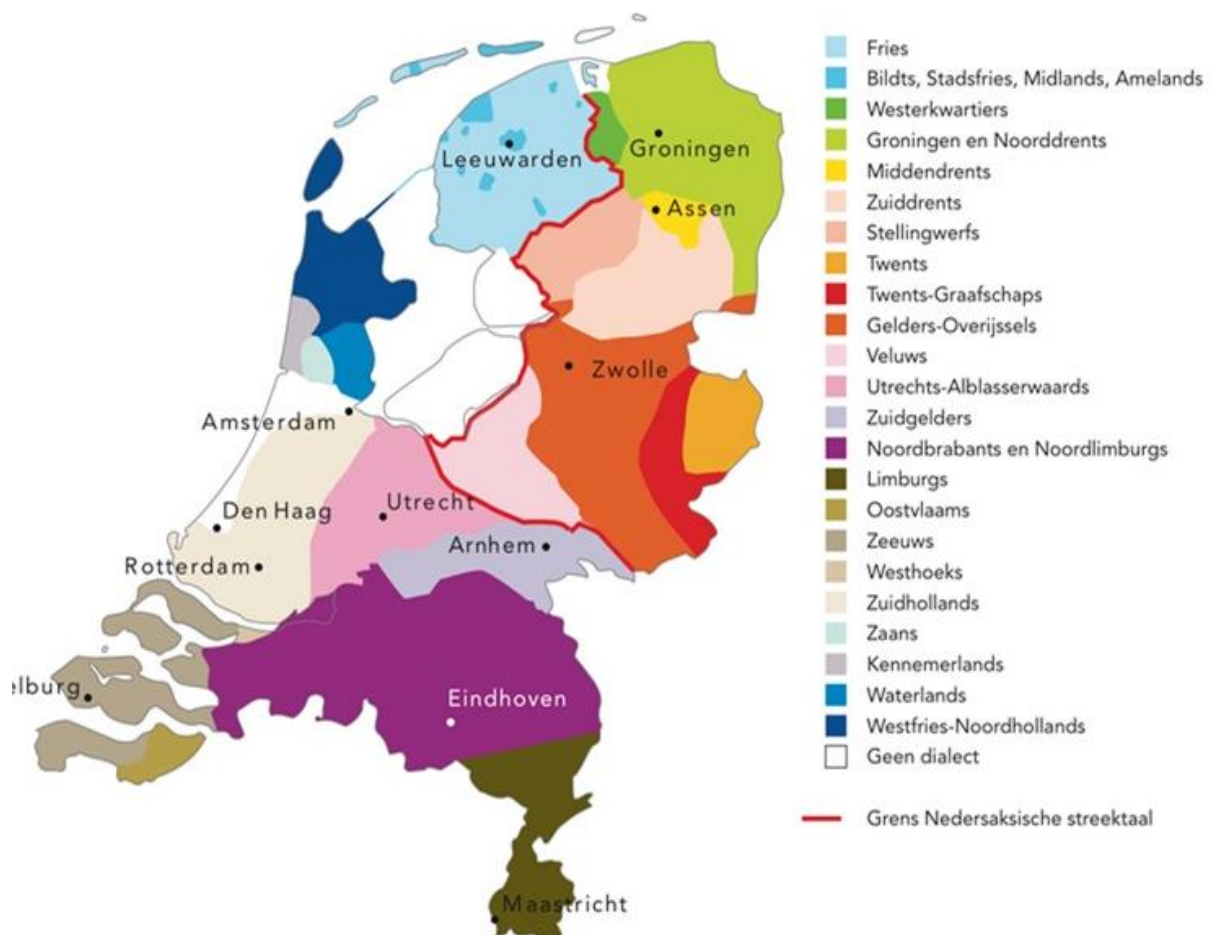 Leeuwarden
Groningen
Assen
Zwolle
Amsterdam
Den Haag
Utrecht
Rotterdam
Arnhem
elburg
Eindhoven
Maastricht
Fries
Bildts, Stadsfries, Midlands, Amelands
Westerkwartiers
Groningen en Noorddrents
Middendrents
Zuiddrents
Stellingwerfs
Twents
Twents-Graafschaps
Gelders-Overijssels
Veluws
Utrechts-Alblasserwaards
Zuidgelders
Noordbrabants en Noordlimburgs
Limburgs
Oostvlaams
Zeeuws
Westhoeks
Zuidhollands
Zaans
Kennemerlands
Waterlands
Westfries-Noordhollands
Geen dialect
Grens Nedersaksische streektaal